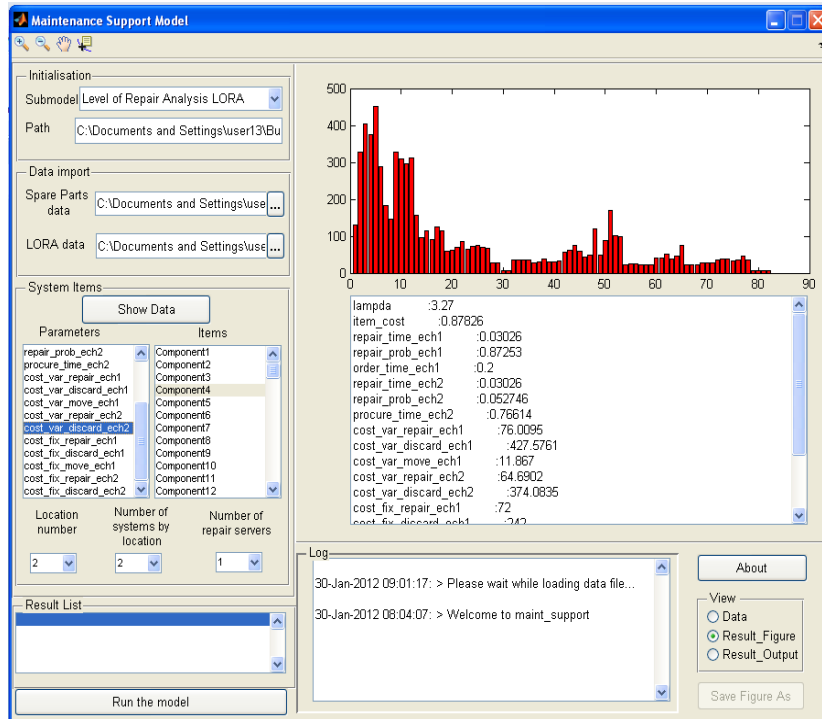 Maintenance Support Model
Initialisation
Submodel Level of Repair Analysis LORA
Path C:\Documents and Settings\user13\Bu
Data import
Spare Parts data C:\Documents and Settings\use ...
LORA data C:\Documents and Settings\use ...
System Items
Show Data
Parameters
repair_prob_ech2
procure_time_ech2
cost_var_repair_ech1
cost_var_discard_ech1
cost_var_move_ech1
cost_var_repair_ech2
cost_var_discard_ech2
cost_fix_repair_ech1
cost_fix_discard_ech1
cost_fix_move_ech1
cost_fix_repair_ech2
cost_fix_discard_ech2
Items
Component1
Component2
Component3
Component4
Component5
Component6
Component7
Component8
Component9
Component10
Component11
Component12
Location number
2
Number of systems by location
2
Number of repair servers
1
Result List
Run the model
500
400
300
200
100
0
0 10 20 30 40 50 60 70 80 90
lampda :3.27
item_cost :0.87826
repair_time_ech1 :0.03026
repair_prob_ech1 :0.87253
order_time_ech1 :0.2
repair_time_ech2 :0.03026
repair_prob_ech2 :0.052746
procure_time_ech2 :0.76614
cost_var_repair_ech1 :76.0095
cost_var_discard_ech1 :427.5761
cost_var_move_ech1 :11.867
cost_var_repair_ech2 :64.6902
cost_var_discard_ech2 :374.0835
cost_fix_repair_ech1 :72
cost_fix_discard_ech1 :242
Log
30-Jan-2012 09:01:17: > Please wait while loading data file...
30-Jan-2012 08:04:07: > Welcome to maint_support
About
View
Data
Result_Figure
Result_Output
Save Figure As